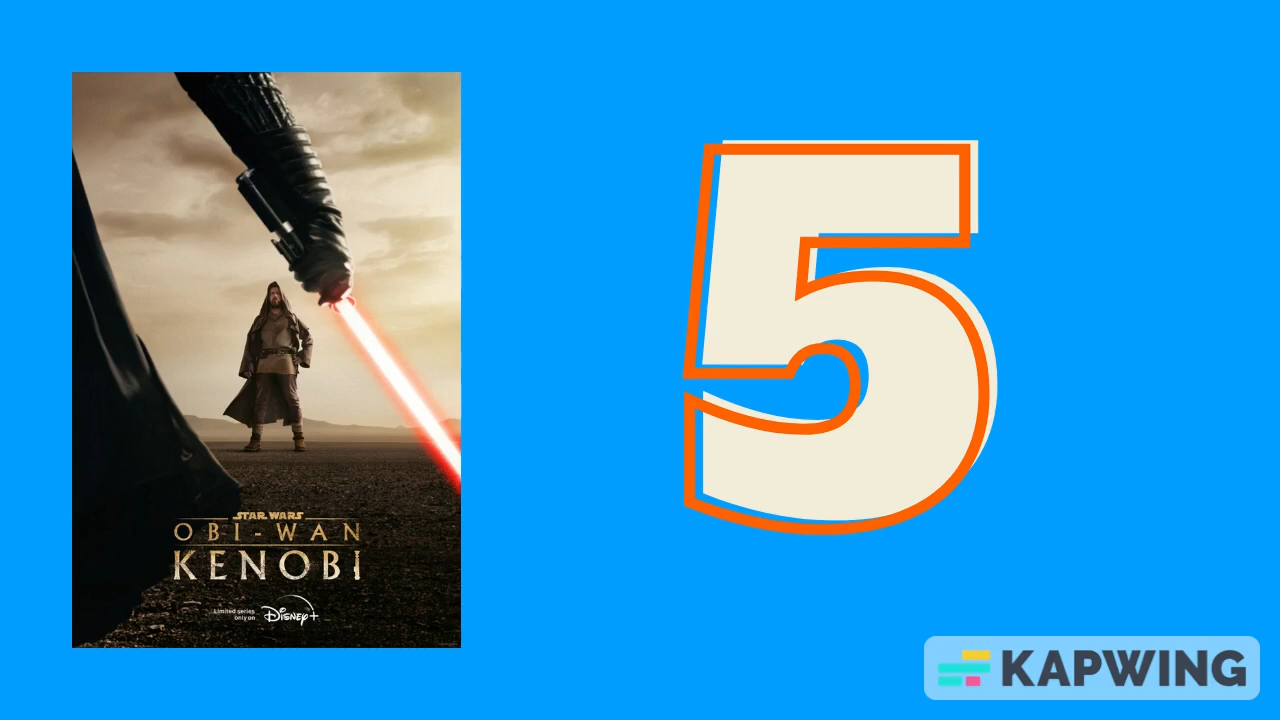 STAR WARS
OBI-WAN
KENOBI
Limited series
only on
Disney+
5
KAPWING